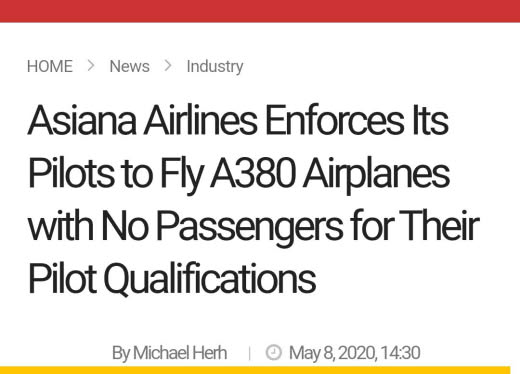 HOME > News > Industry
Asiana Airlines Enforces Its
Pilots to Fly A380 Airplanes
with No Passengers for Their
Pilot Qualifications
By Michael Herh | May 8, 2020, 14:30